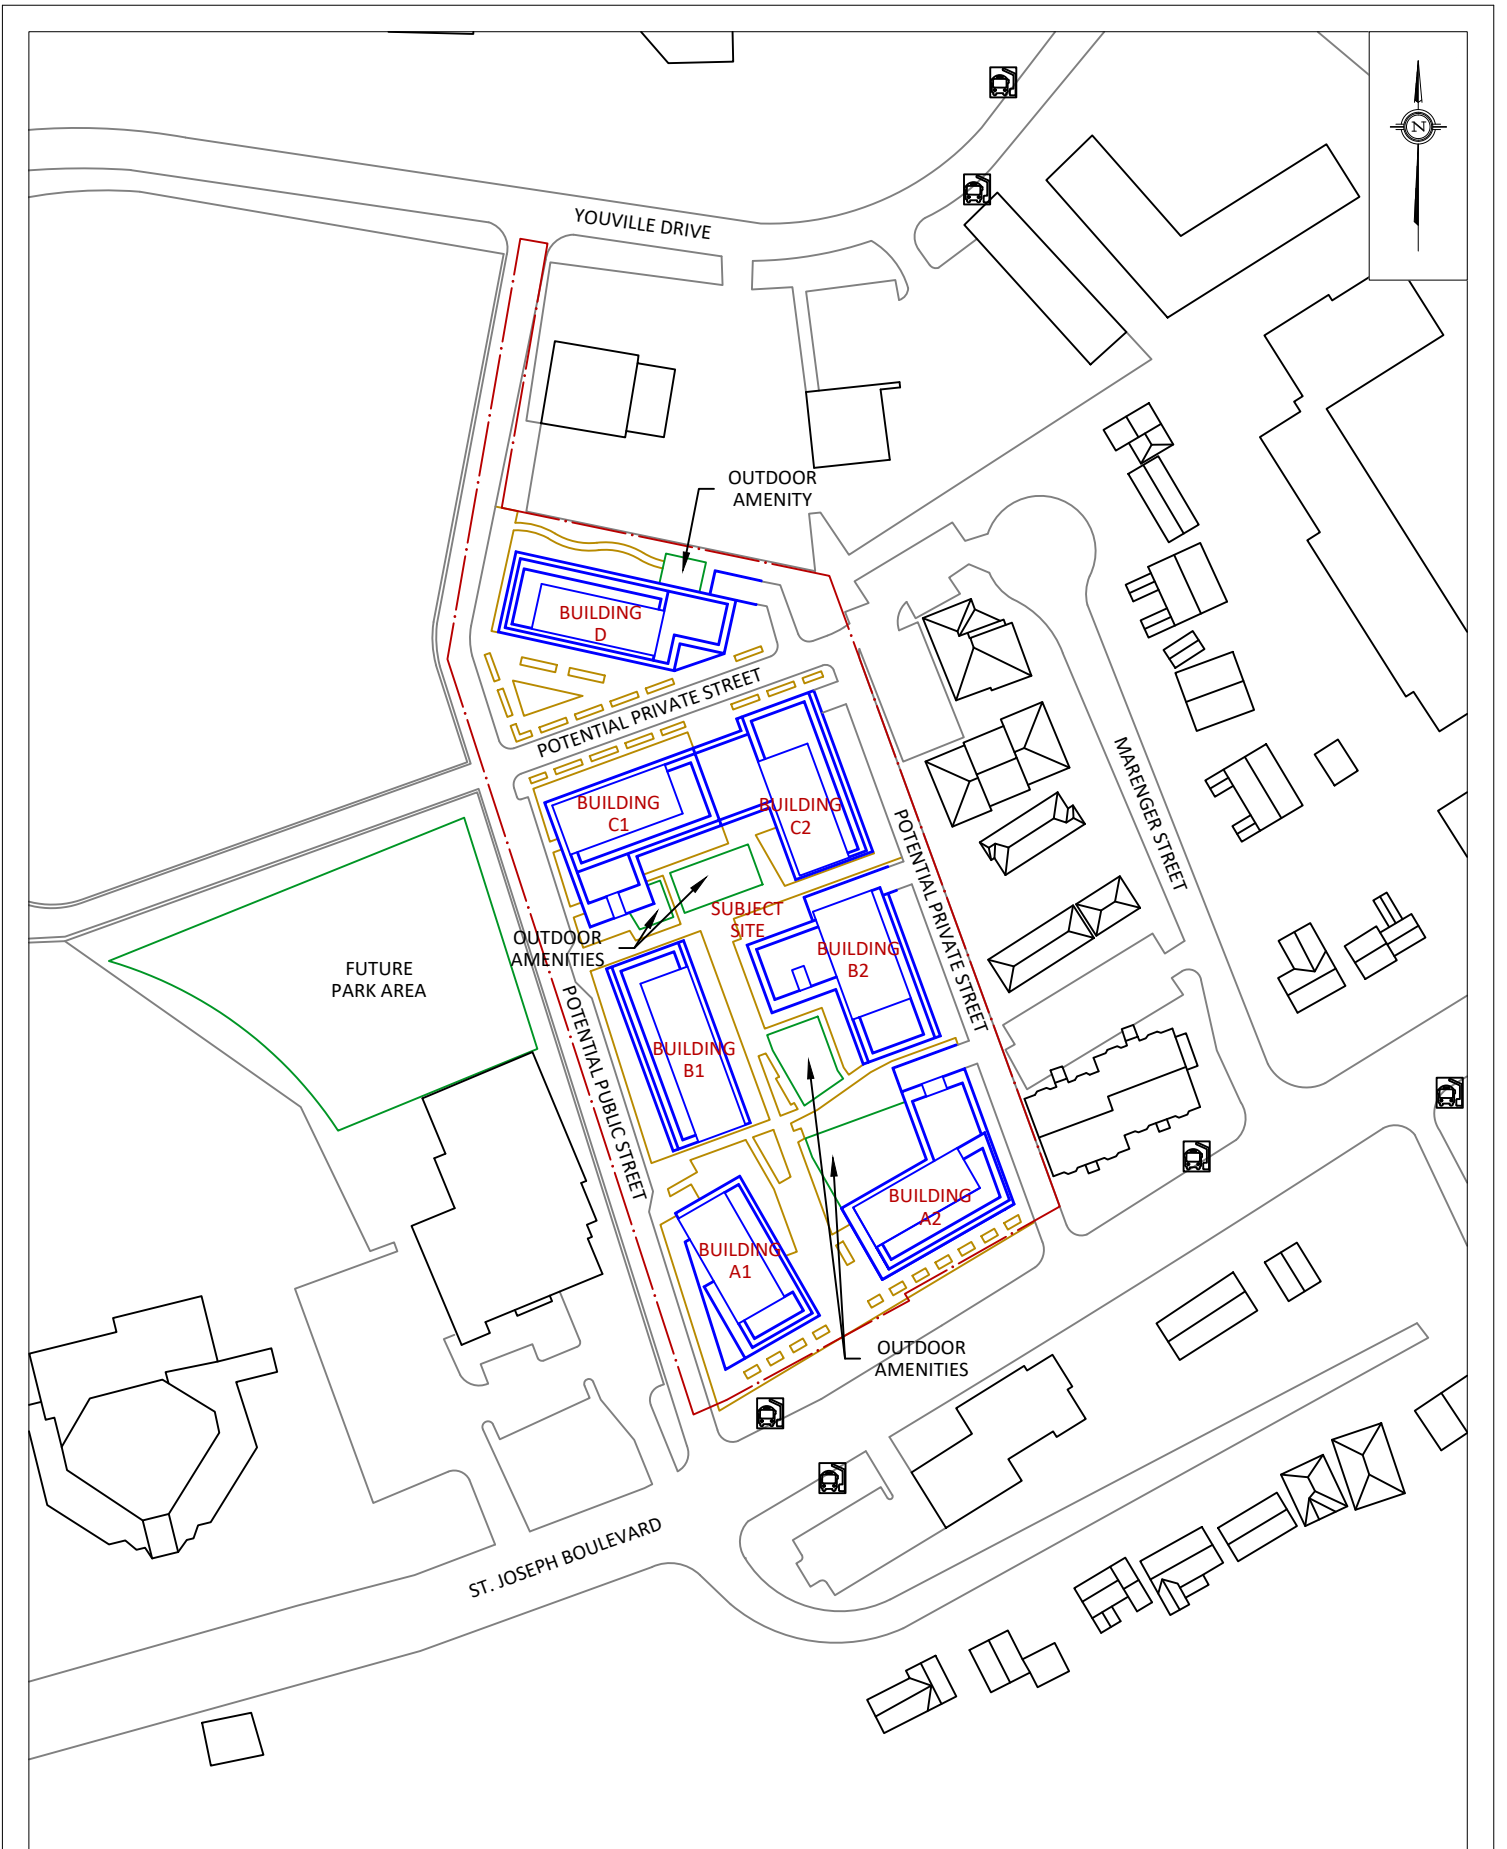 N
YOUVILLE DRIVE
OUTDOOR
AMENITY
BUILDING
D
POTENTIAL PRIVATE STREET
MARENGER STREET
BUILDING
C1
BUILDING
C2
POTENTIAL PRIVATE STREET
SUBJECT
SITE
OUTDOOR
AMENITIES
BUILDING
B2
FUTURE
PARK AREA
POTENTIAL PUBLIC STREET
BUILDING
B1
BUILDING
A2
BUILDING
A1
OUTDOOR
AMENITIES
ST. JOSEPH BOULEVARD